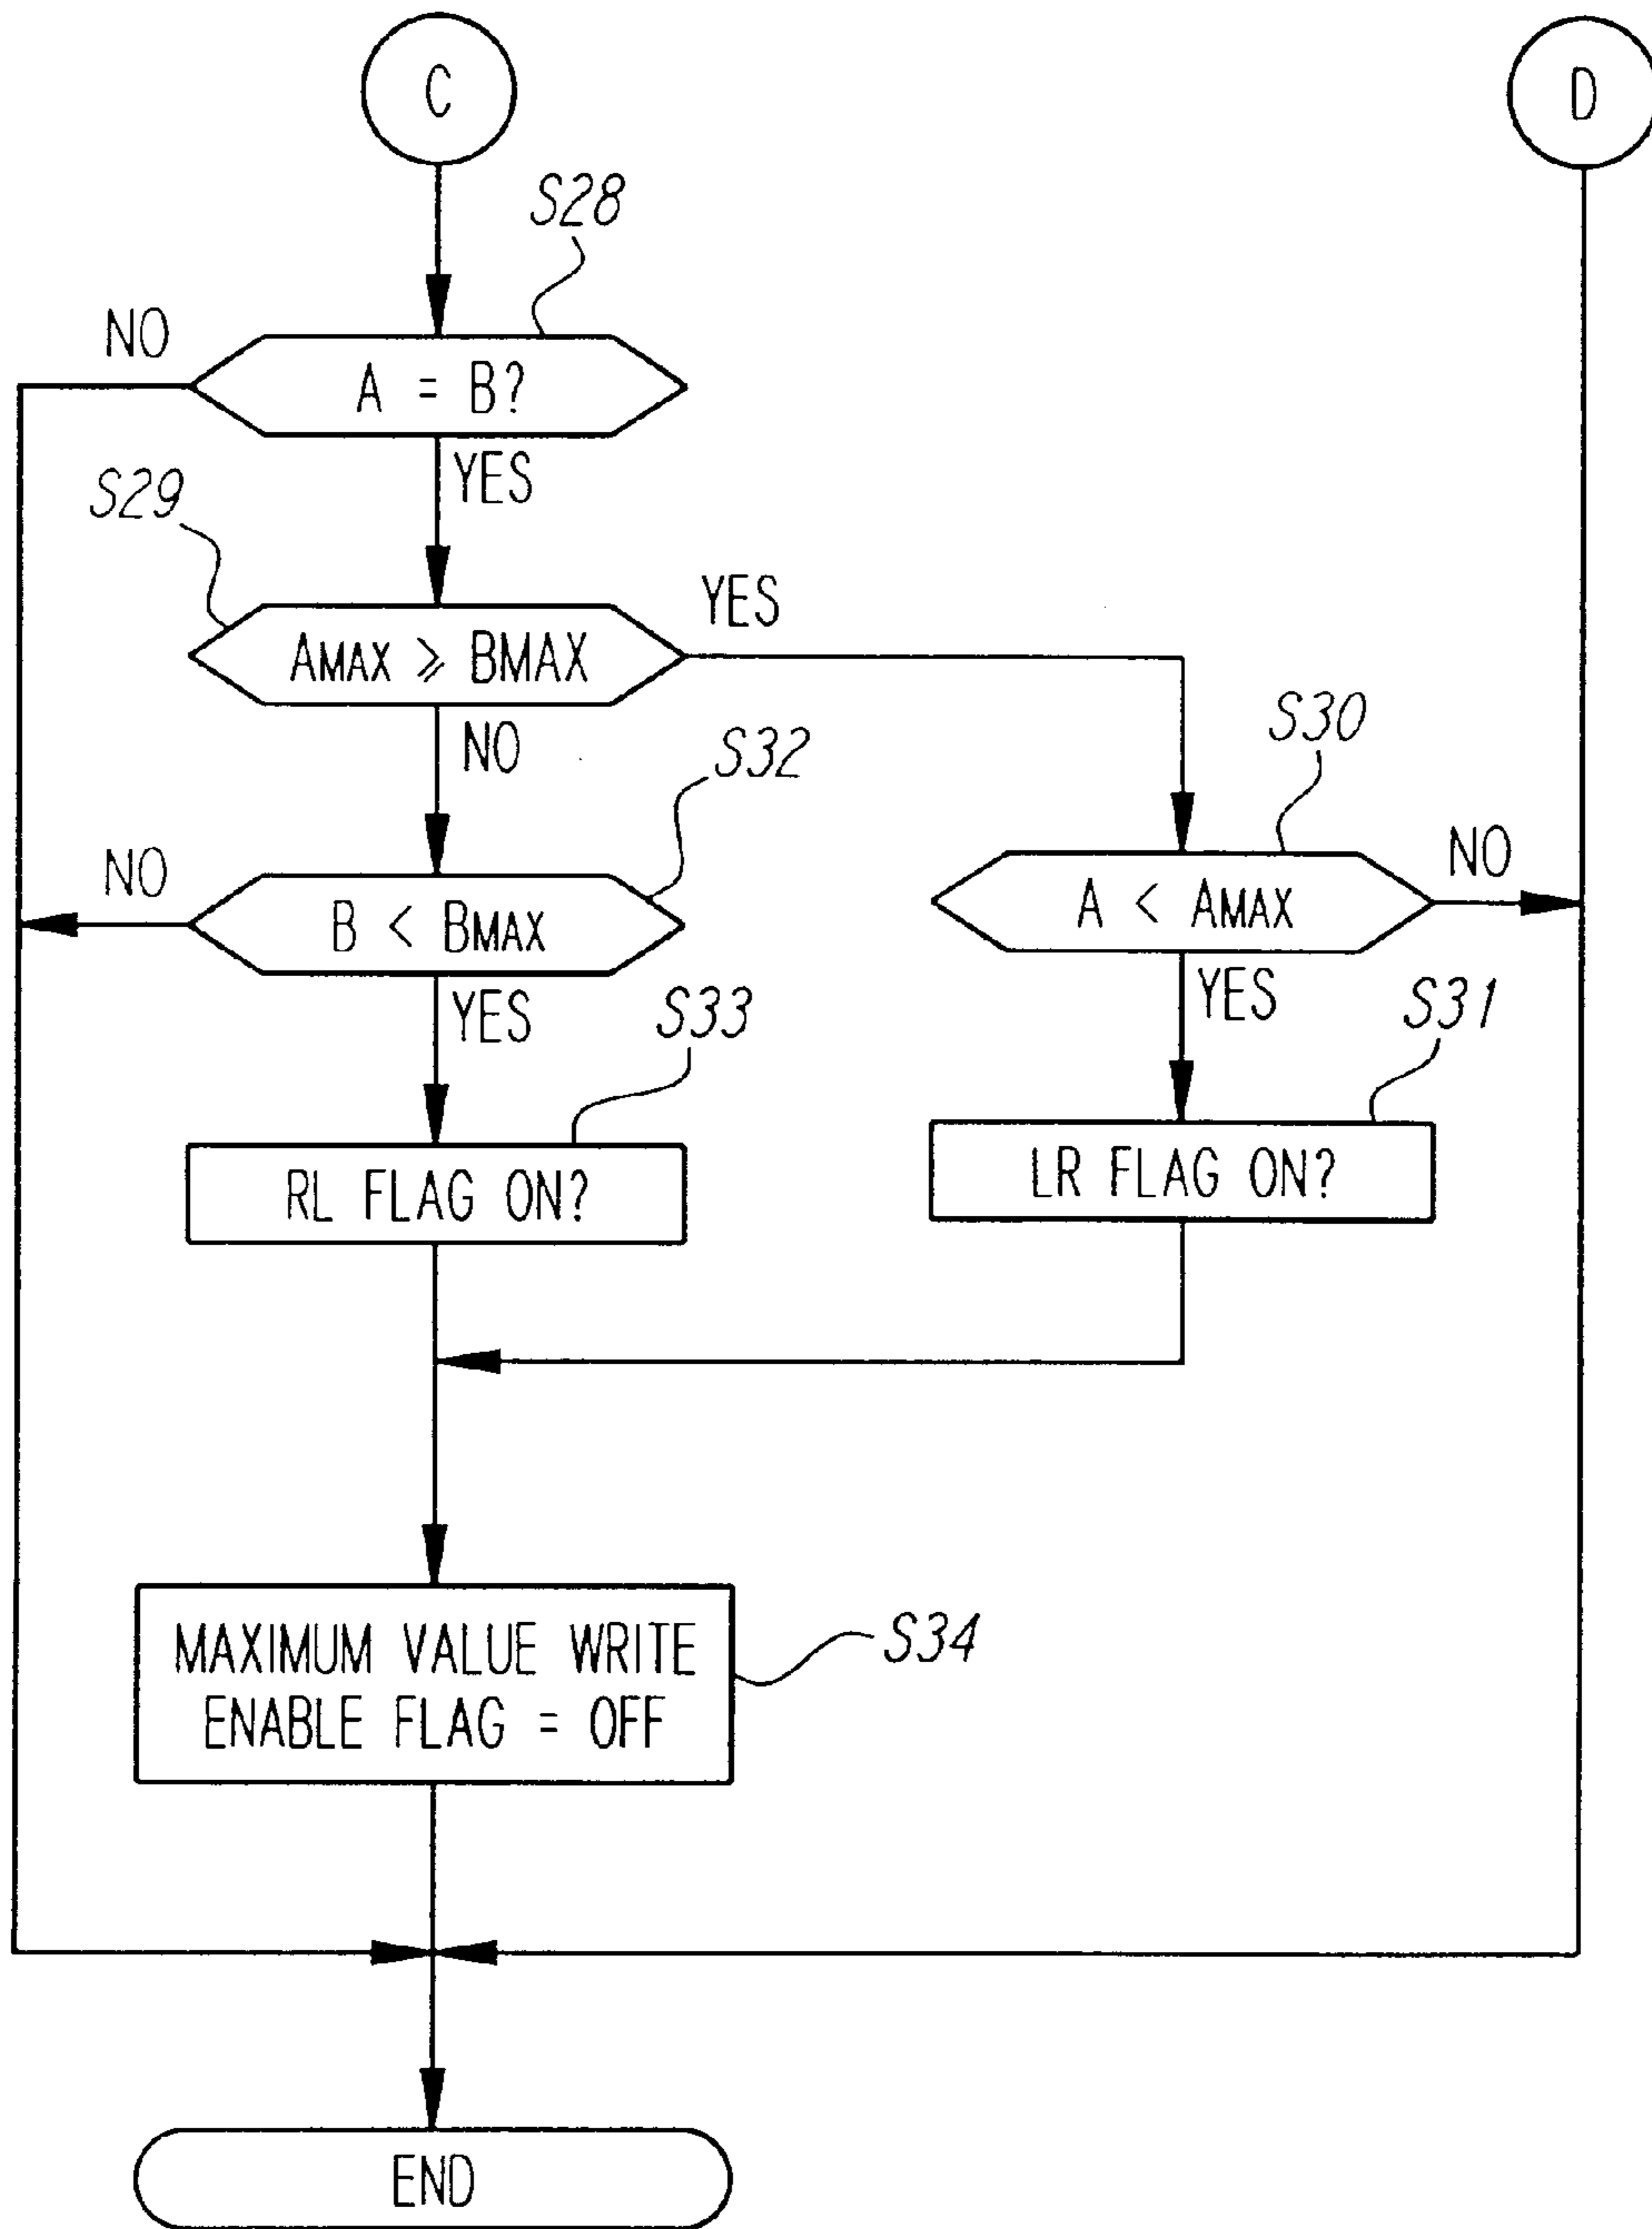 C
D
S28
NO
A = B?
YES
S29
YES
AMAX ⩾ BMAX
NO
S32
S30
NO
B < BMAX
A < AMAX
NO
YES
YES
S33
S31
RL FLAG ON?
LR FLAG ON?
MAXIMUM VALUE WRITE
ENABLE FLAG = OFF
S34
END